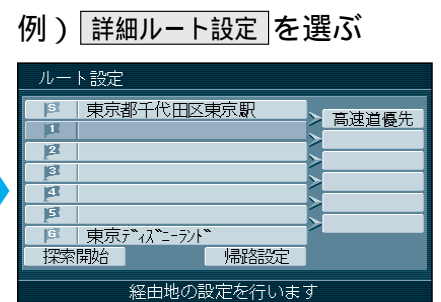 例）詳細ルート設定を選ぶ
ルート設定
S 東京都千代田区東京駅
高速道優先
1
2
3
4
5
G 東京ﾃﾞｨｽﾞﾆｰﾗﾝﾄﾞ
探索開始 帰路設定
経由地の設定を行います